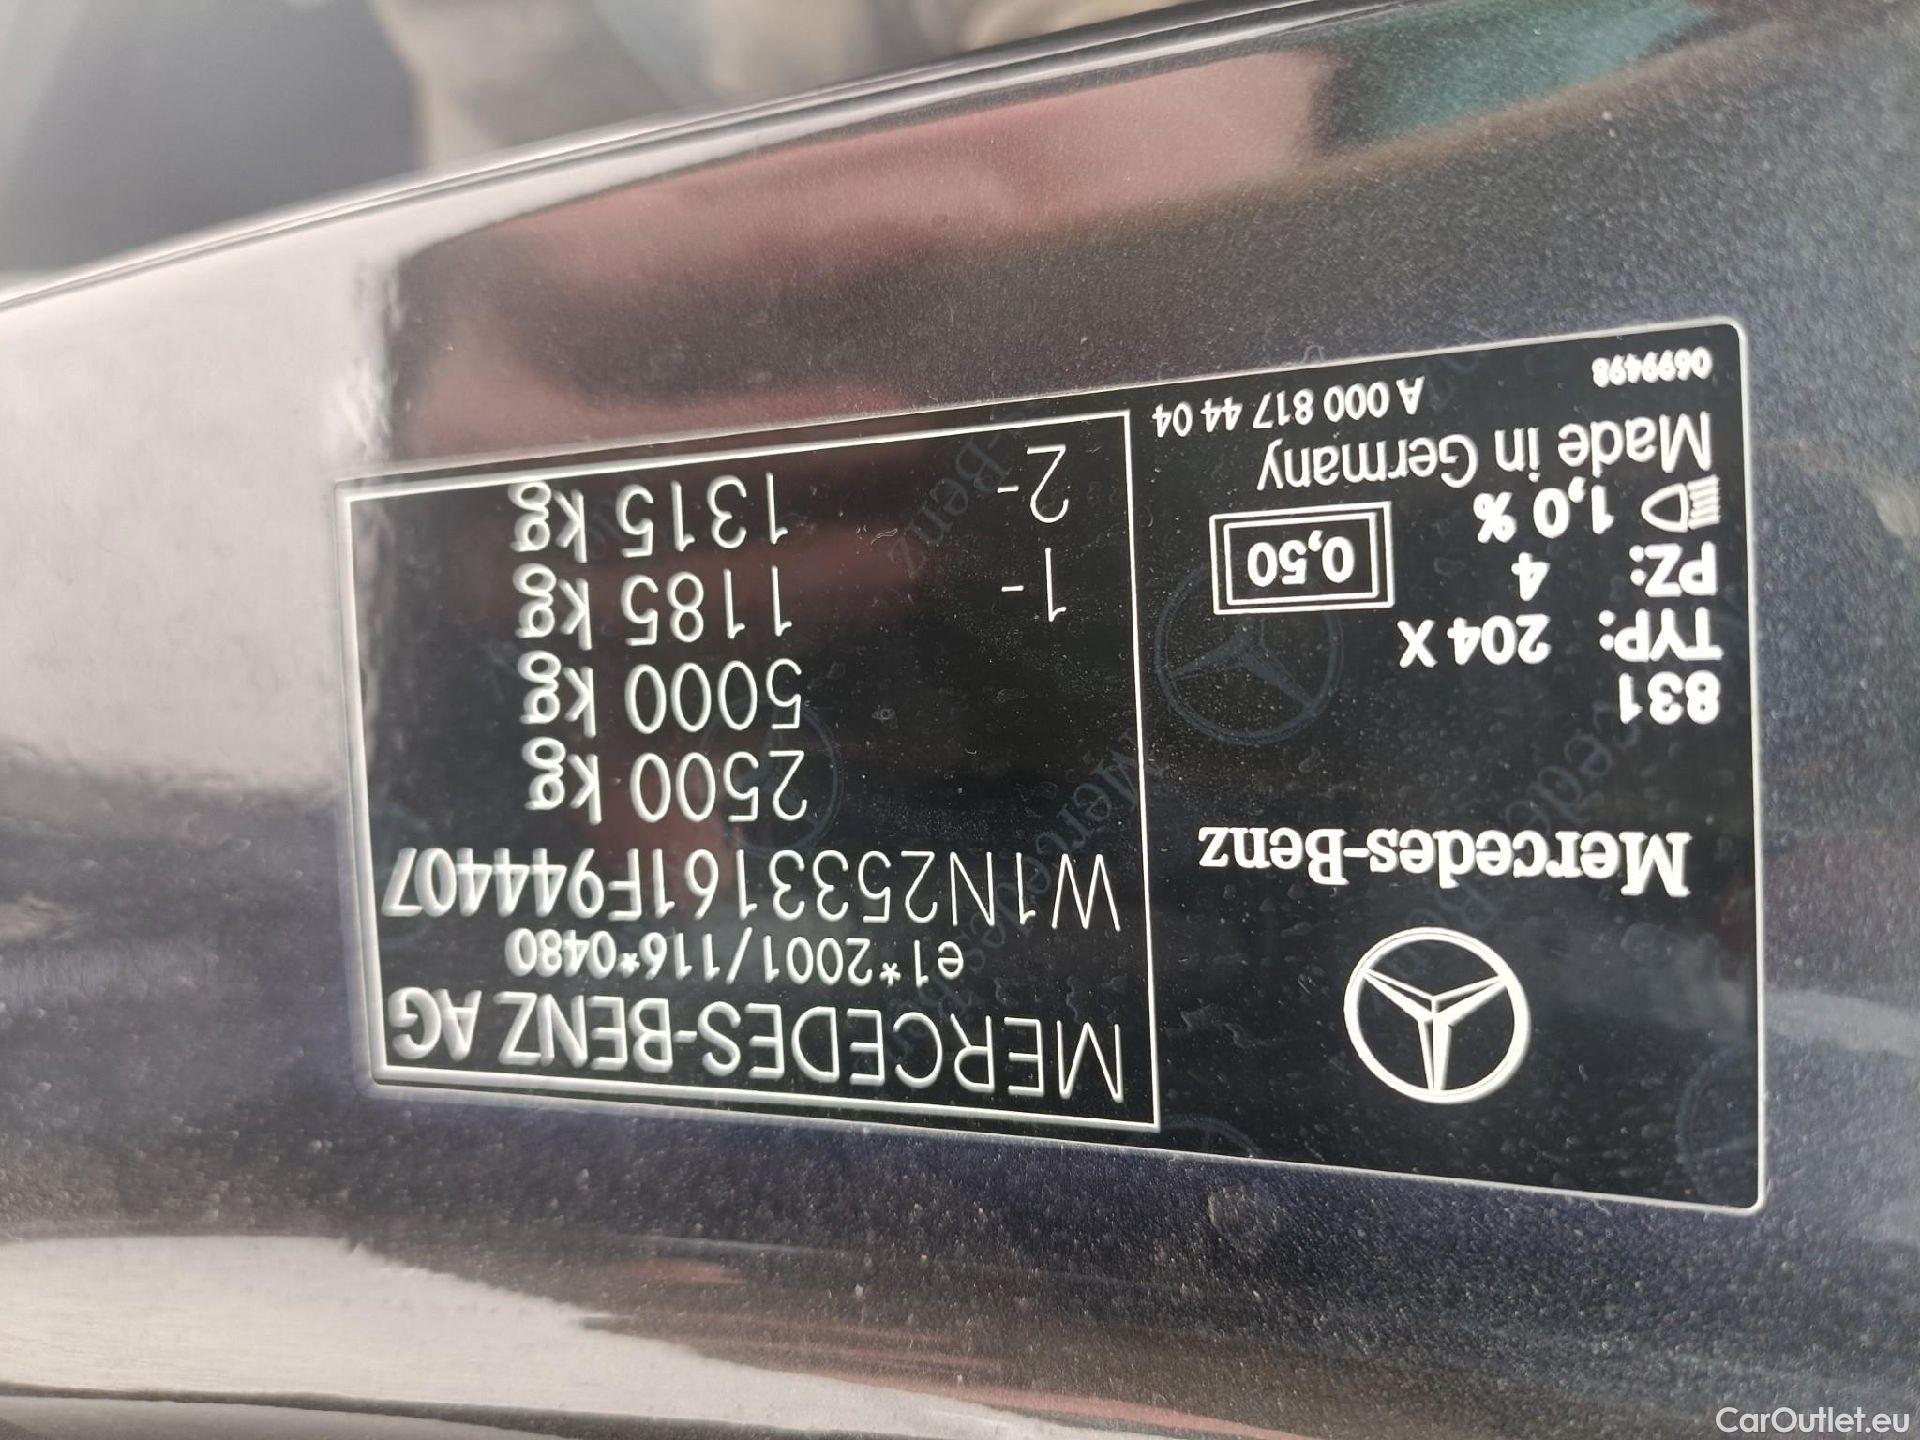 MERCEDES-BENZ AG
e1*2001/116*0480
W1N2533161F944407
2500 kg
5000 kg
1- 1185 kg
2- 1315 kg
Mercedes-Benz
831
TYP: 204 X
PZ: 4
1,0 %
0,50
Made in Germany
0699498
A 000 817 44 04
CarOutlet.eu